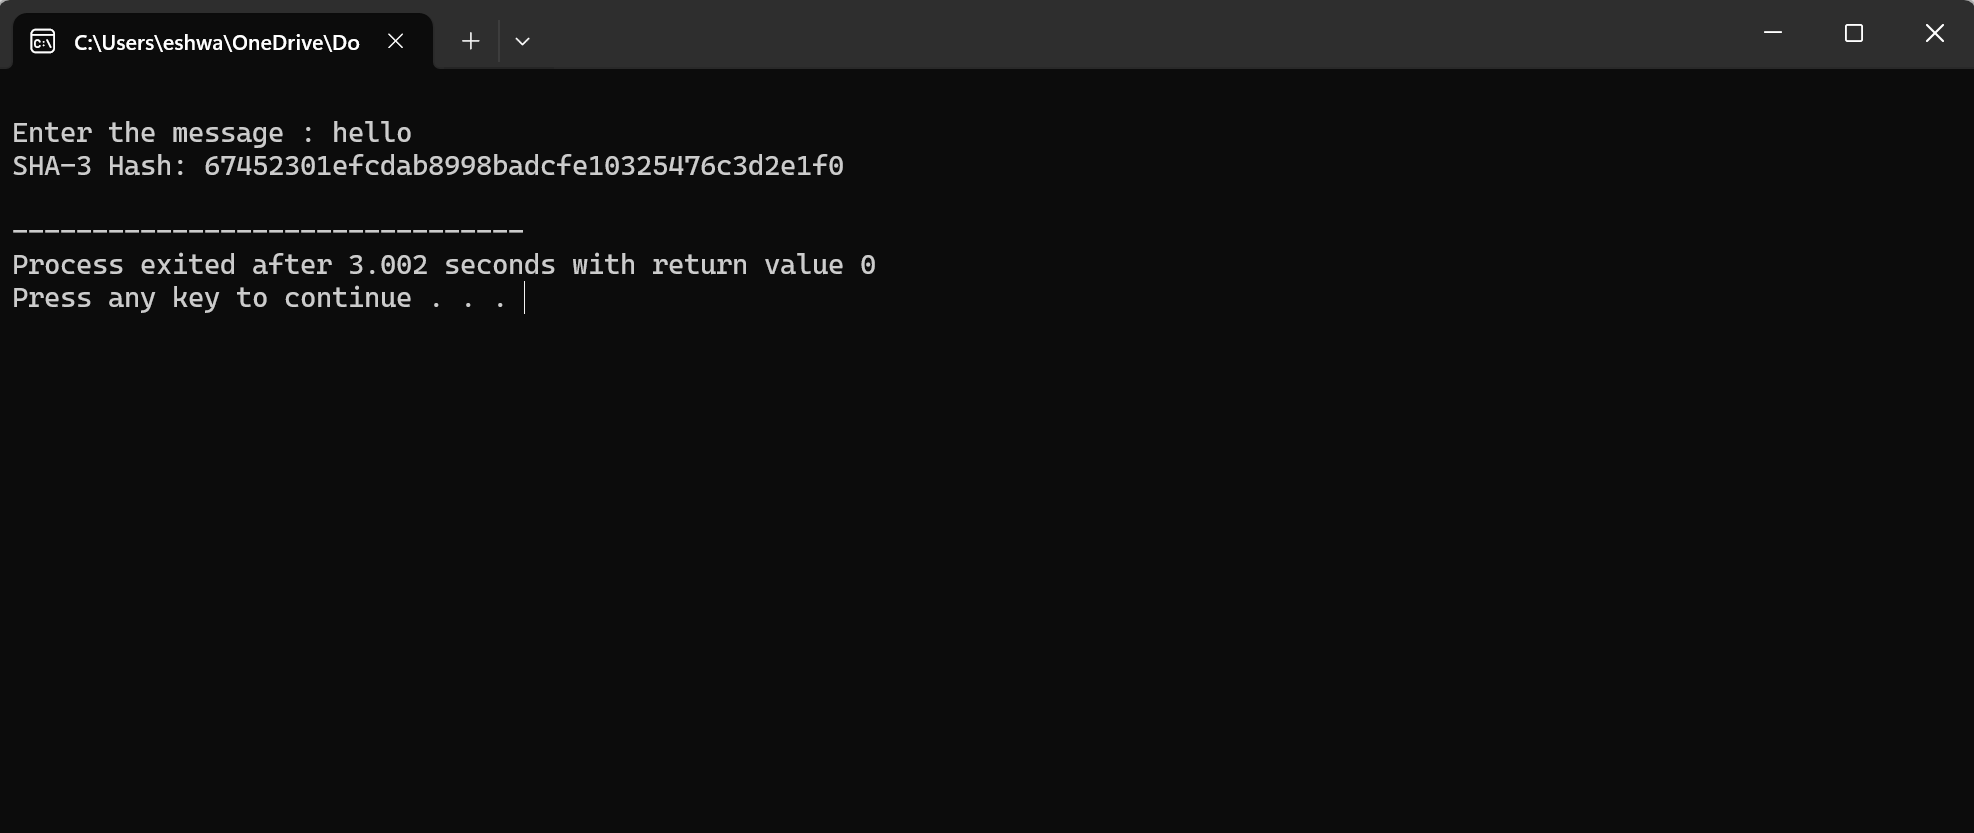 C:\Users\eshwa\OneDrive\Do
Enter the message : hello
SHA-3 Hash: 67452301efcdab8998badcfe10325476c3d2e1f0
--------------------------------
Process exited after 3.002 seconds with return value 0
Press any key to continue . . .